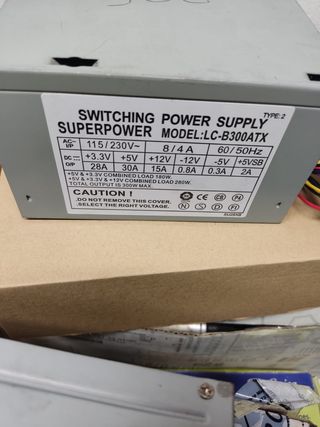 SWITCHING POWER SUPPLY
TYPE: 2
SUPERPOWER MODEL:LC-B300ATX
AC~ I/P 115/230V~ 8/4A 60/50Hz
DC ⎓ O/P +3.3V +5V +12V -12V -5V +5VSB
28A 30A 15A 0.8A 0.3A 2A
+5V & +3.3V COMBINED LOAD 180W.
+5V & +3.3V & +12V COMBINED LOAD 280W.
TOTAL OUTPUT IS 300W MAX.
CAUTION !
.DO NOT REMOVE THIS COVER.
.SELECT THE RIGHT VOLTAGE.